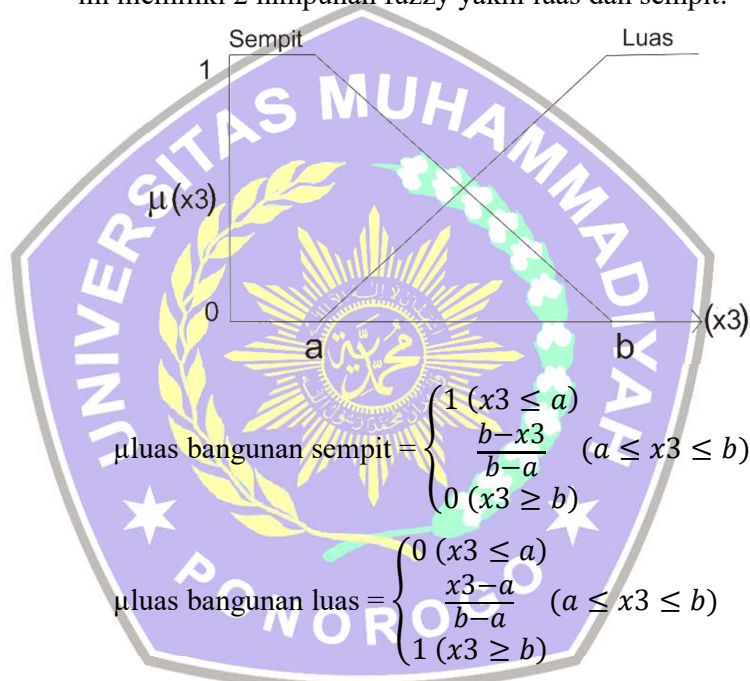 ini memiliki 2 himpunan fuzzy yakni luas dan sempit.
Sempit Luas
1
UNIVERSITAS MUHAMMADIYAH
µ(x3)
0
(x3)
a b
µluas bangunan sempit = { 1 (x3 ≤ a)
b−x3 / b−a (a ≤ x3 ≤ b)
0 (x3 ≥ b)
µluas bangunan luas = { 0 (x3 ≤ a)
x3−a / b−a (a ≤ x3 ≤ b)
1 (x3 ≥ b)
PONOROGO